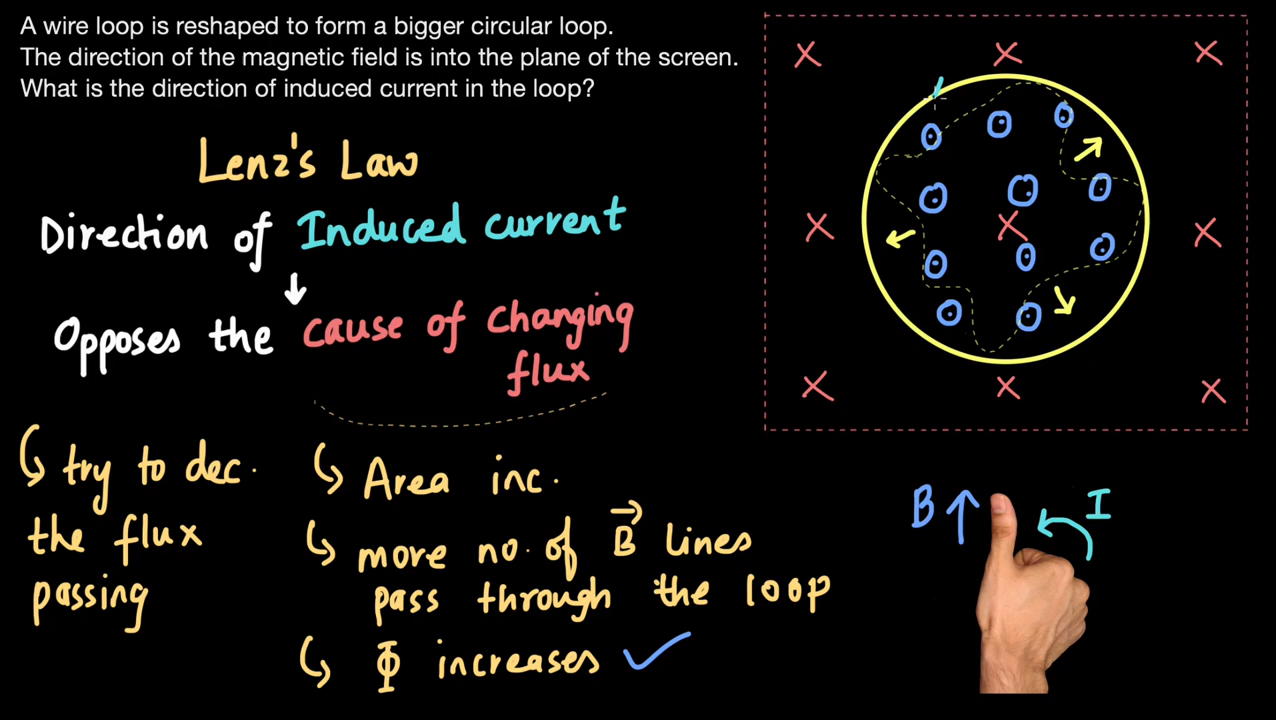 A wire loop is reshaped to form a bigger circular loop.
The direction of the magnetic field is into the plane of the screen.
What is the direction of induced current in the loop?
Lenz's Law
Direction of Induced current
Opposes the cause of changing
flux
try to dec.
the flux
passing
Area inc.
more no. of B lines
pass through the loop
Φ increases
B
I